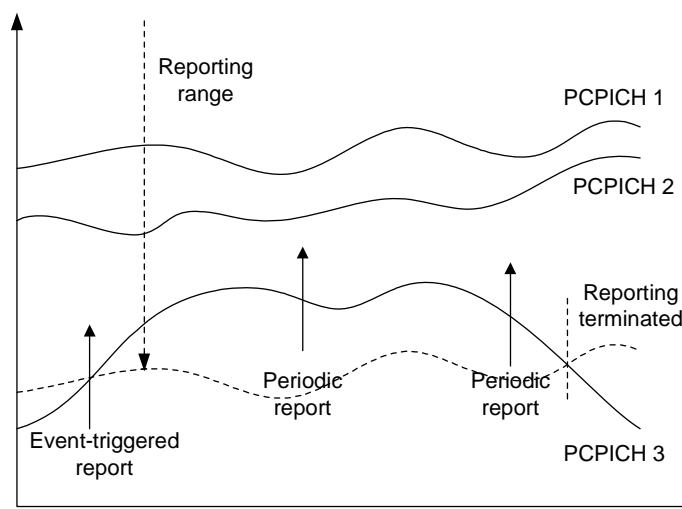 Reporting
range
PCPICH 1
PCPICH 2
Reporting
terminated
Periodic
report
Periodic
report
Event-triggered
report
PCPICH 3